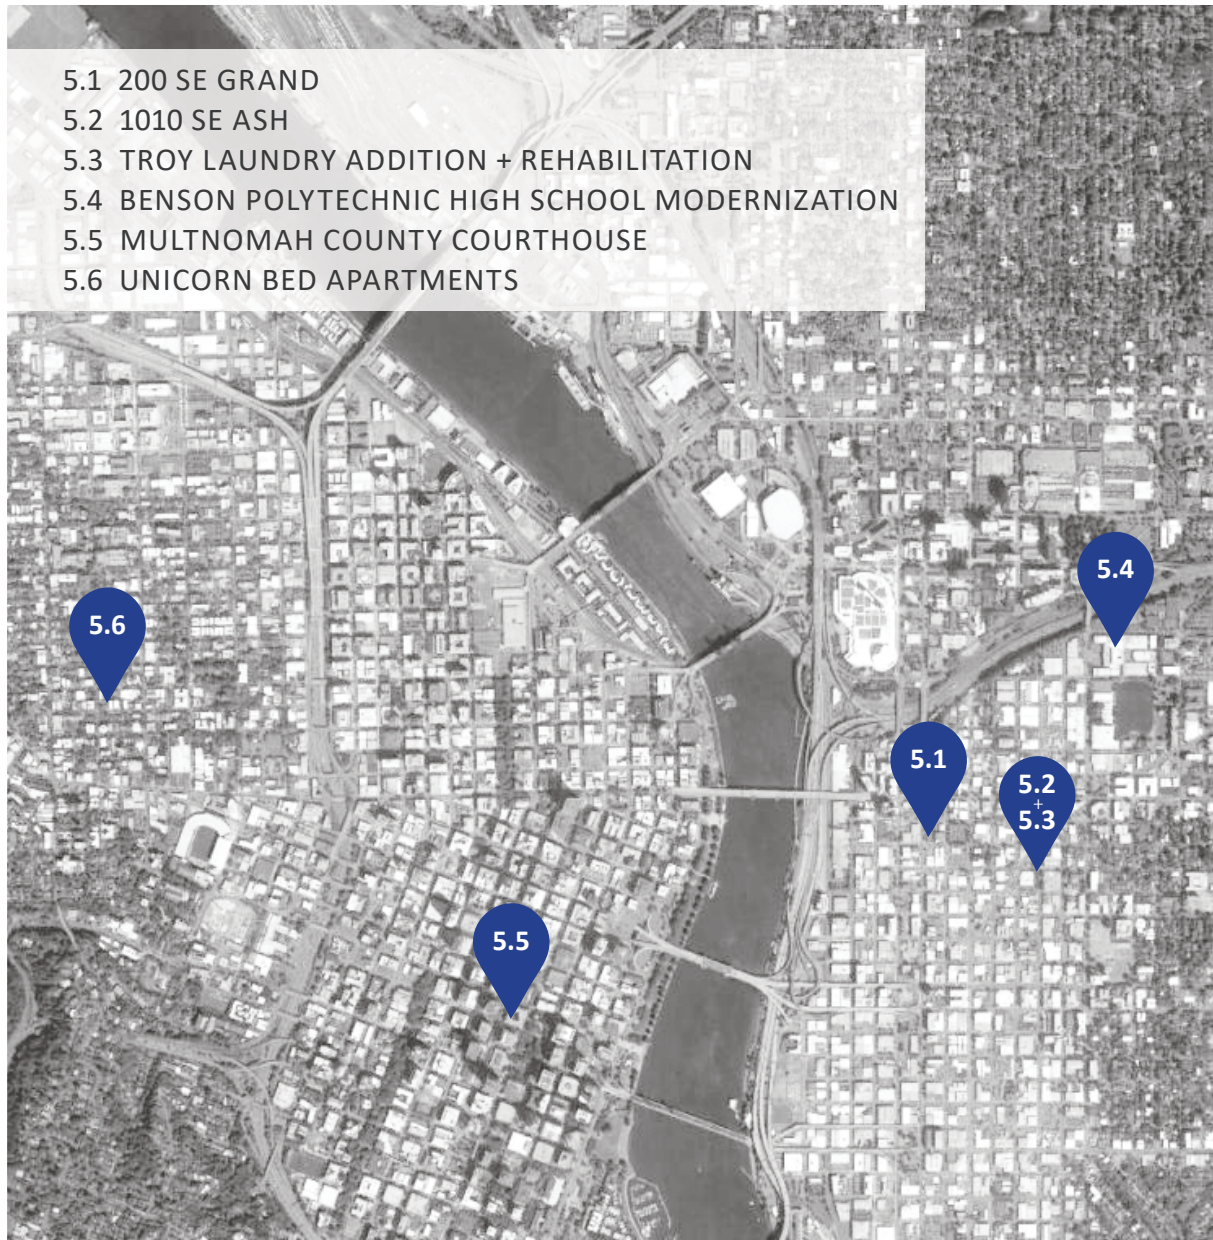 5.1 200 SE GRAND
5.2 1010 SE ASH
5.3 TROY LAUNDRY ADDITION + REHABILITATION
5.4 BENSON POLYTECHNIC HIGH SCHOOL MODERNIZATION
5.5 MULTNOMAH COUNTY COURTHOUSE
5.6 UNICORN BED APARTMENTS
5.4
5.6
5.1
5.2
+
5.3
5.5